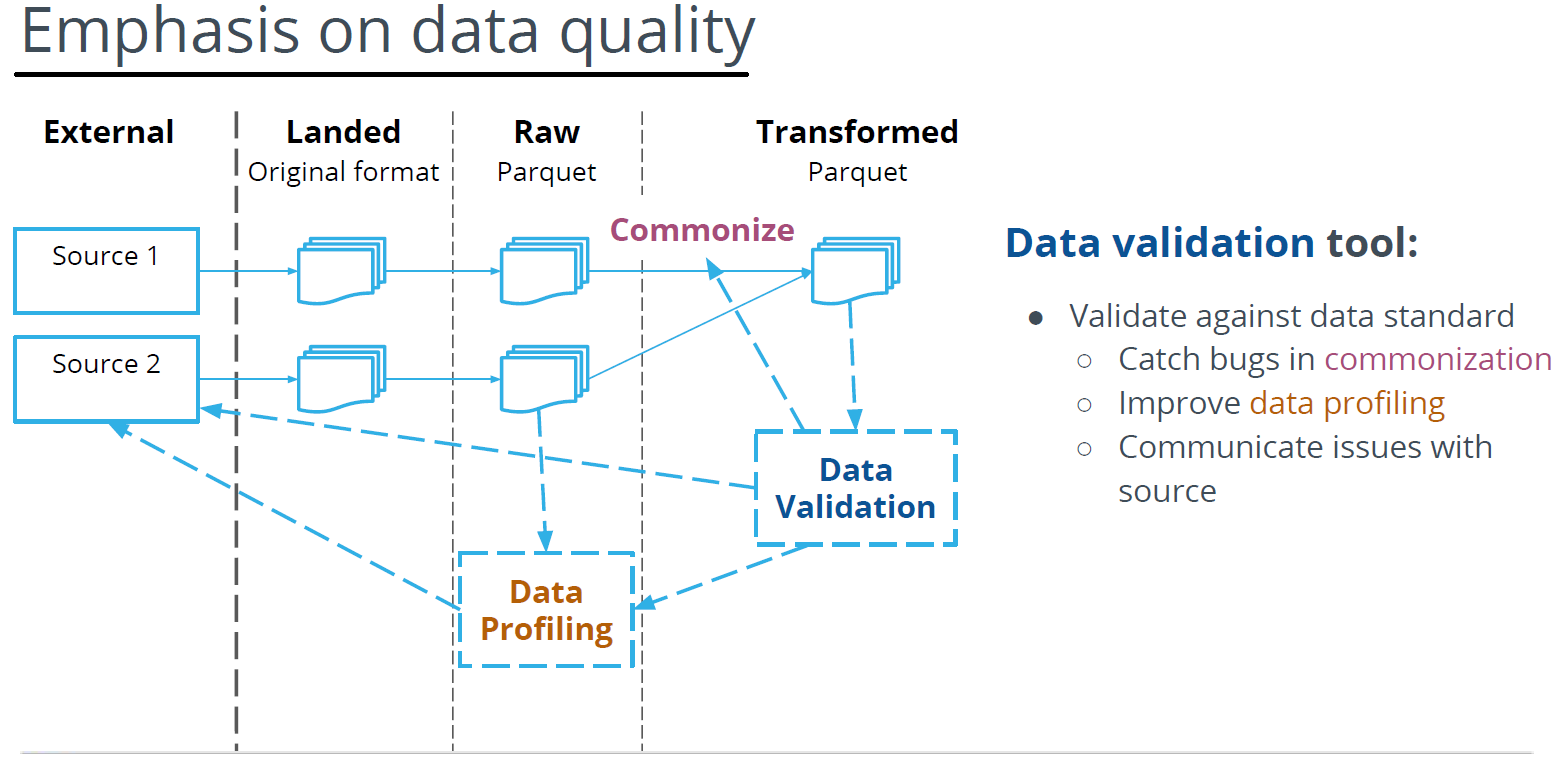 Emphasis on data quality
External
Landed
Original format
Raw
Parquet
Transformed
Parquet
Source 1
Source 2
Commonize
Data
Validation
Data
Profiling
Data validation tool:
● Validate against data standard
○ Catch bugs in commonization
○ Improve data profiling
○ Communicate issues with
source